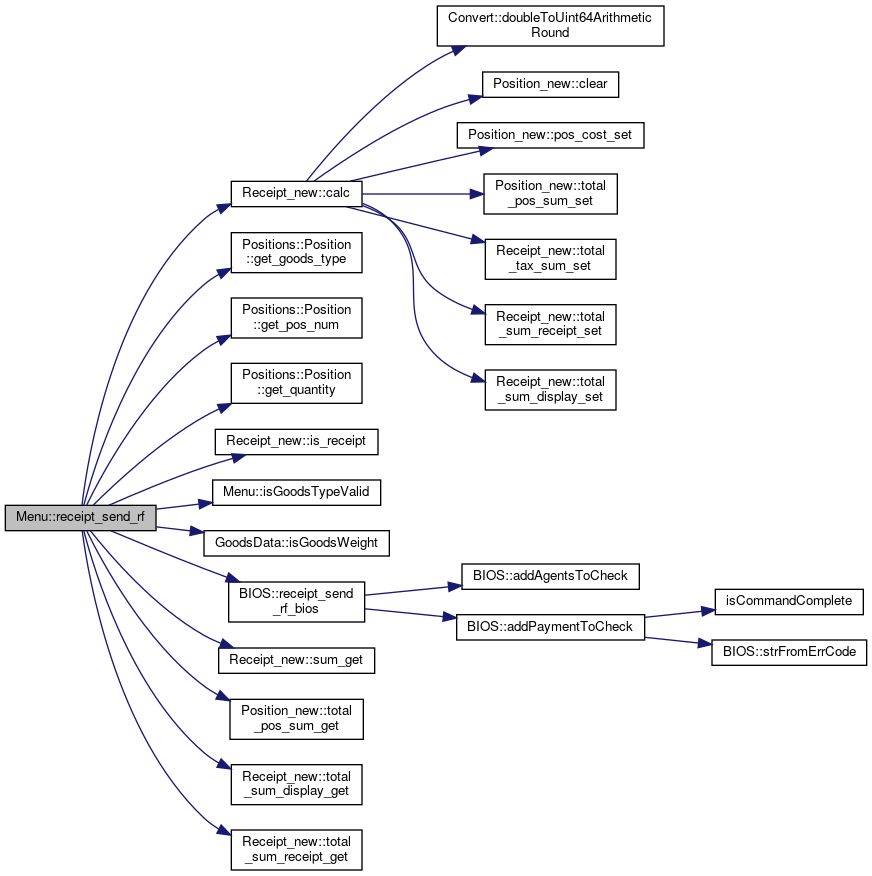 Convert::doubleToUint64Arithmetic
Round
Position_new::clear
Position_new::pos_cost_set
Receipt_new::calc
Position_new::total
_pos_sum_set
Positions::Position
::get_goods_type
Receipt_new::total
_tax_sum_set
Positions::Position
::get_pos_num
Receipt_new::total
_sum_receipt_set
Positions::Position
::get_quantity
Receipt_new::total
_sum_display_set
Receipt_new::is_receipt
Menu::isGoodsTypeValid
Menu::receipt_send_rf
GoodsData::isGoodsWeight
BIOS::receipt_send
_rf_bios
BIOS::addAgentsToCheck
isCommandComplete
BIOS::addPaymentToCheck
BIOS::strFromErrCode
Receipt_new::sum_get
Position_new::total
_pos_sum_get
Receipt_new::total
_sum_display_get
Receipt_new::total
_sum_receipt_get